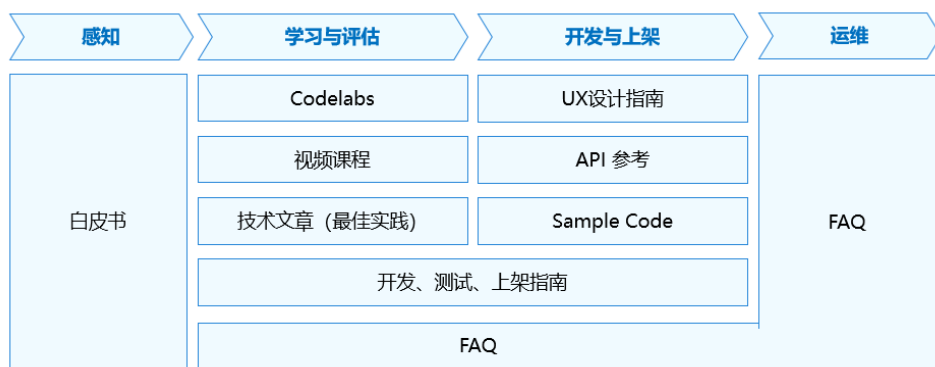 感知
学习与评估
开发与上架
运维
白皮书
Codelabs
UX设计指南
视频课程
API 参考
技术文章（最佳实践）
Sample Code
FAQ
开发、测试、上架指南
FAQ